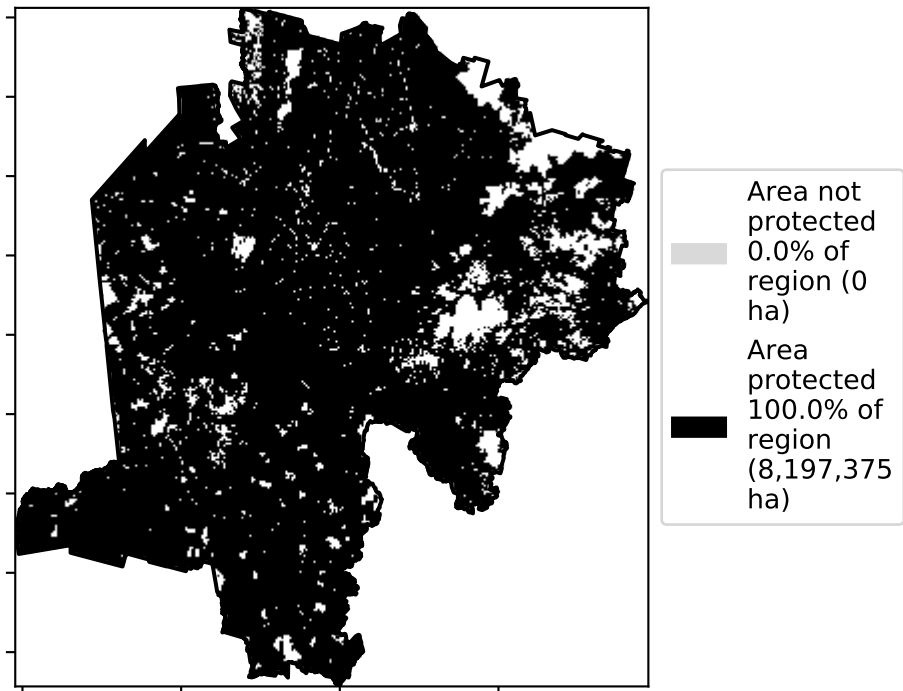 Area not
protected
0.0% of
region (0
ha)
Area
protected
100.0% of
region
(8,197,375
ha)